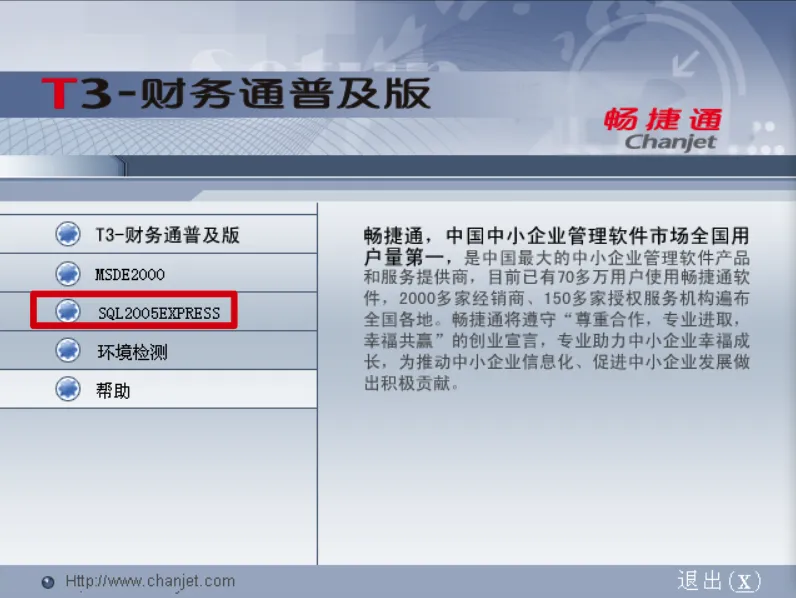 T3-财务通普及版
畅捷通
Chanjet
T3-财务通普及版
MSDE2000
SQL2005EXPRESS
环境检测
帮助
畅捷通，中国中小企业管理软件市场全国用
户量第一，是中国最大的中小企业管理软件产品
和服务提供商，目前已有70多万用户使用畅捷通软
件，2000多家经销商、150多家授权服务机构遍布
全国各地。畅捷通将遵守“尊重合作，专业进取，
幸福共赢”的创业宣言，专业助力中小企业幸福成
长，为推动中小企业信息化、促进中小企业发展做
出积极贡献。
Http://www.chanjet.com
退出(X)